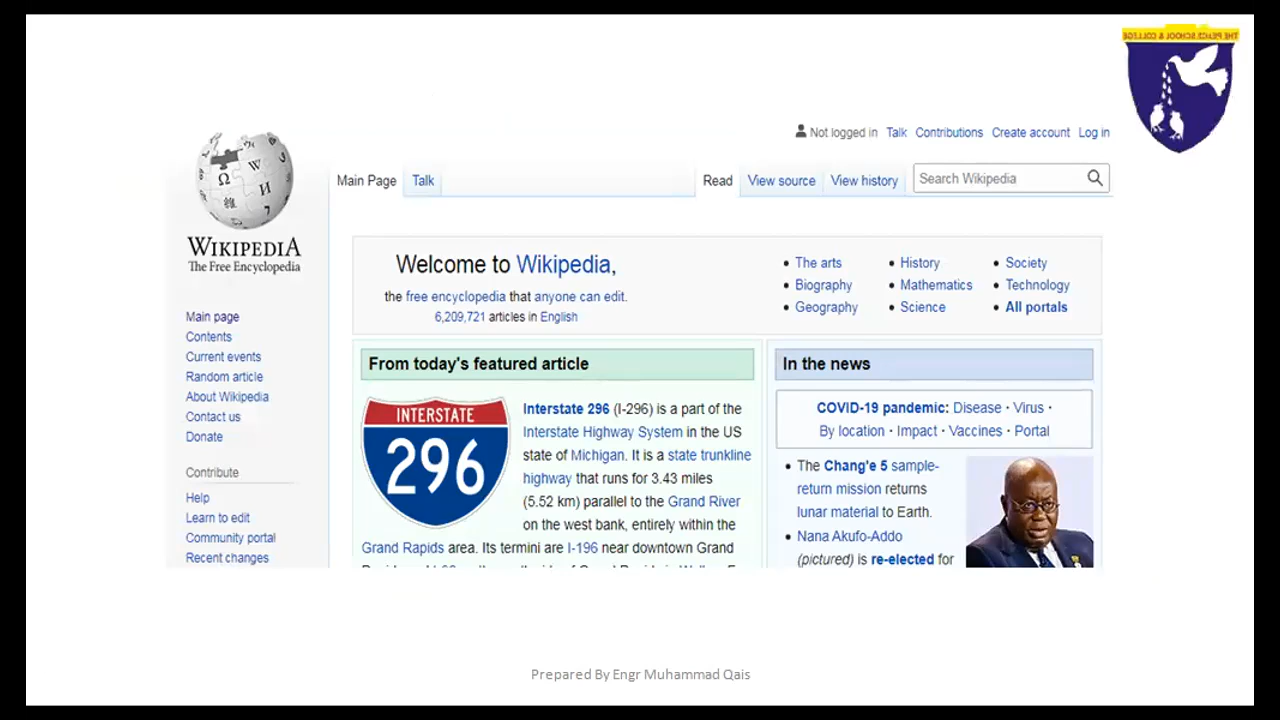 THE PEACE SCHOOL & COLLEGE
Not logged in Talk Contributions Create account Log in
Main Page Talk Read View source View history Search Wikipedia
WIKIPEDIA
The Free Encyclopedia
Main page
Contents
Current events
Random article
About Wikipedia
Contact us
Donate
Contribute
Help
Learn to edit
Community portal
Recent changes
Welcome to Wikipedia,
the free encyclopedia that anyone can edit.
6,209,721 articles in English
• The arts
• Biography
• Geography
• History
• Mathematics
• Science
• Society
• Technology
• All portals
From today's featured article
INTERSTATE
296
Interstate 296 (I-296) is a part of the
Interstate Highway System in the US
state of Michigan. It is a state trunkline
highway that runs for 3.43 miles
(5.52 km) parallel to the Grand River
on the west bank, entirely within the
Grand Rapids area. Its termini are I-196 near downtown Grand
In the news
COVID-19 pandemic: Disease · Virus ·
By location · Impact · Vaccines · Portal
• The Chang'e 5 sample-
return mission returns
lunar material to Earth.
• Nana Akufo-Addo
(pictured) is re-elected for
Prepared By Engr Muhammad Qais